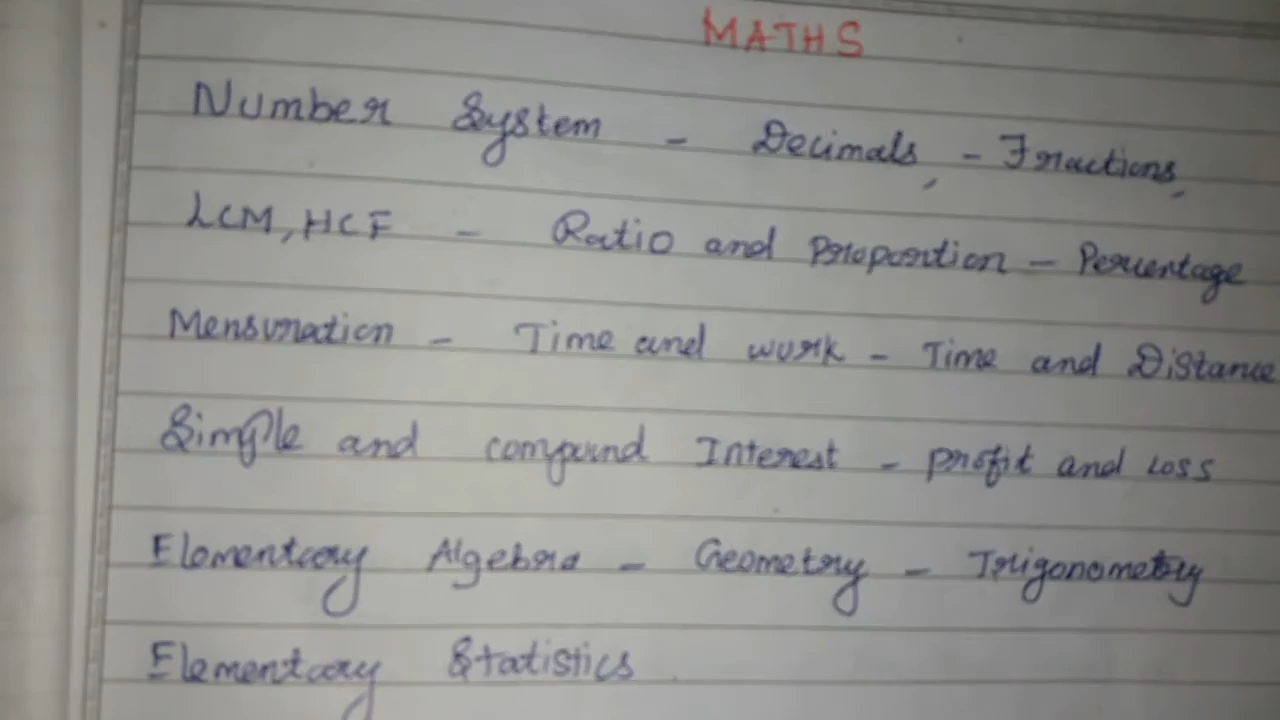 MATHS
Number System - Decimals, - Fractions,
LCM, HCF - Ratio and Proportion - Percentage
Mensuration - Time and work - Time and Distance
Simple and compound Interest - profit and loss
Elementary Algebra - Geometry - Trigonometry
Elementary Statistics